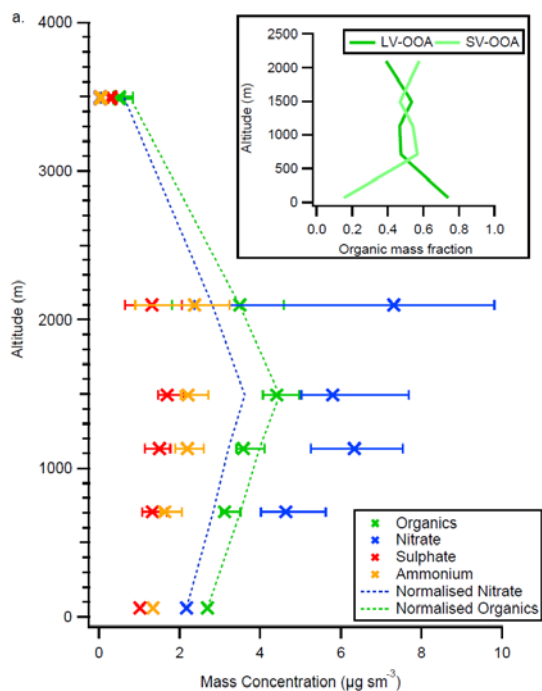 a.
4000
3000
2000
1000
0
Altitude (m)
0
2
4
6
8
10
Mass Concentration (µg sm⁻³)
LV-OOA
SV-OOA
2500
2000
1500
1000
500
0
Altitude (m)
0.0
0.2
0.4
0.6
0.8
1.0
Organic mass fraction
Organics
Nitrate
Sulphate
Ammonium
Normalised Nitrate
Normalised Organics